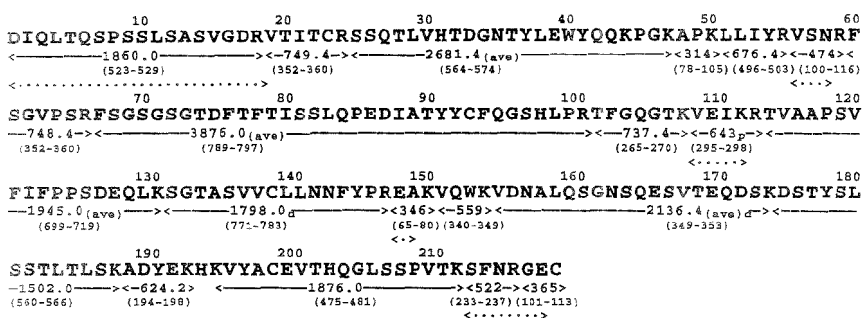 10 20 30 40 50 60
DIQLTQSPSSLSASVGDRVTITCRSSQTLVHTDGNTYLEWYQQKPGKAPKLLIYRVSNRF
<———1860.0———><—749.4—><———2681.4(ave)———><314><676.4><—474—><—
(523-529) (352-360) (564-574) (78-105) (496-503) (100-116)
<··················> <···>
70 80 90 100 110 120
SGVPSRFSGSGSGTDFTFTISSLQPEDIATYYCFQGSHLPRTFGQGTKVEIKRTVAAPSV
—748.4—><———3876.0(ave)———><—737.4—><—643p—><———
(352-360) (789-797) (265-270) (295-298)
<·····>
130 140 150 160 170 180
FIFPPSDEQLKSGTASVVCLLNNFYPREAKVQWKVDNALQSGNSQESVTEQDSKDSTYSL
—1945.0(ave)———><———1798.0d———><346><—559—><———2136.4(ave)d—><———
(699-719) (771-783) (65-80) (340-349) (349-353)
<·>
190 200 210
SSTLTLSKADYEKHKVYACEVTHQGLSSPVTKSFNRGEC
—1502.0———><—624.2> <———1876.0———><—522—><365>
(560-566) (194-198) (475-481) (233-237) (101-113)
<········>